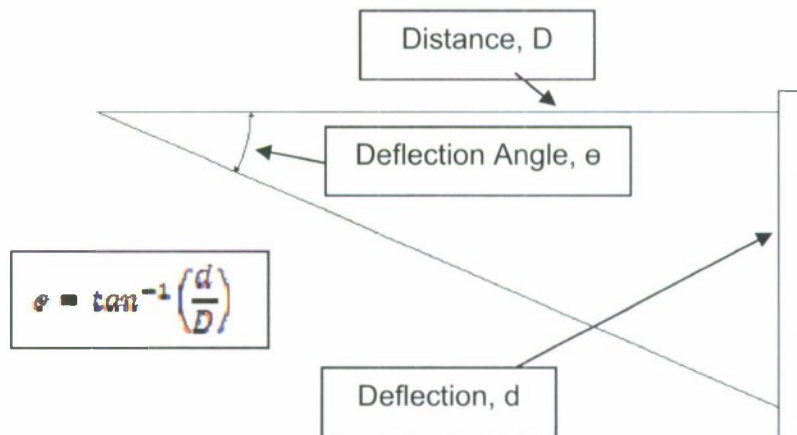 Distance, D
Deflection Angle, ɵ
ɵ = tan⁻¹(d/D)
Deflection, d